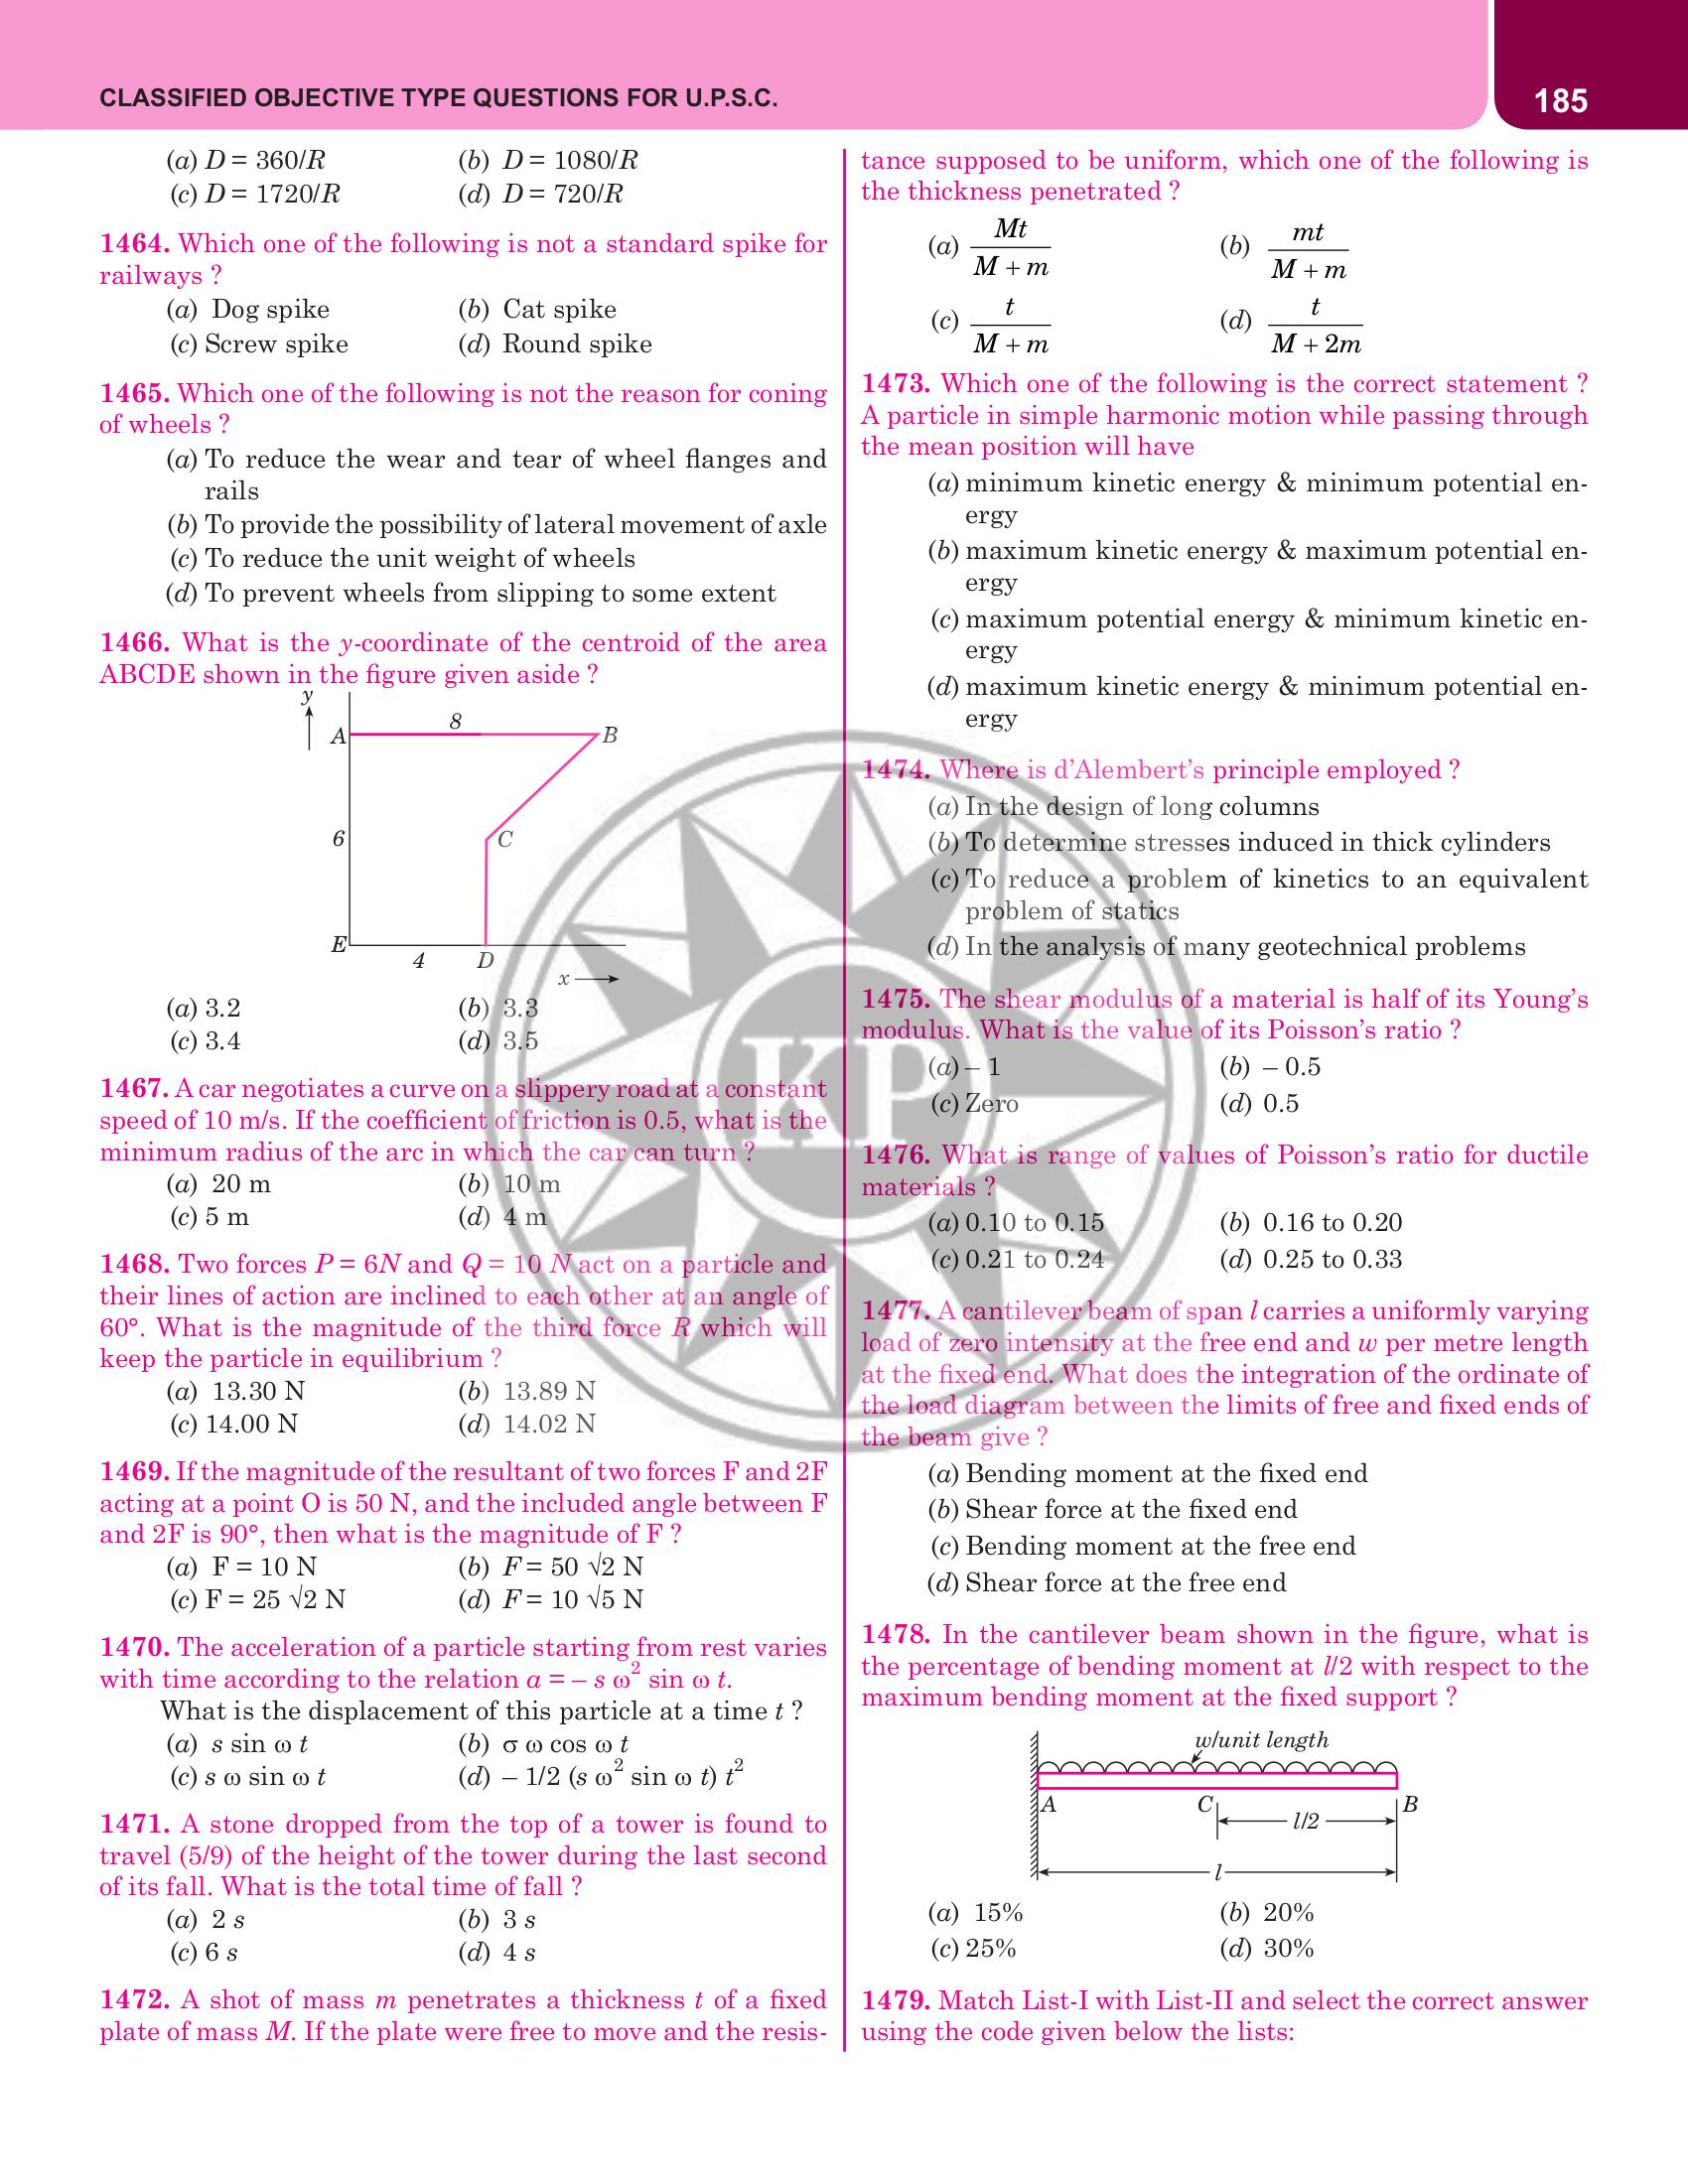 CLASSIFIED OBJECTIVE TYPE QUESTIONS FOR U.P.S.C.
185
(a) D = 360/R (b) D = 1080/R
(c) D = 1720/R (d) D = 720/R
1464. Which one of the following is not a standard spike for
railways ?
(a) Dog spike (b) Cat spike
(c) Screw spike (d) Round spike
1465. Which one of the following is not the reason for coning
of wheels ?
(a) To reduce the wear and tear of wheel flanges and
rails
(b) To provide the possibility of lateral movement of axle
(c) To reduce the unit weight of wheels
(d) To prevent wheels from slipping to some extent
1466. What is the y-coordinate of the centroid of the area
ABCDE shown in the figure given aside ?
y
8
A B
6 C
E
4 D
x
(a) 3.2 (b) 3.3
(c) 3.4 (d) 3.5
1467. A car negotiates a curve on a slippery road at a constant
speed of 10 m/s. If the coefficient of friction is 0.5, what is the
minimum radius of the arc in which the car can turn ?
(a) 20 m (b) 10 m
(c) 5 m (d) 4 m
1468. Two forces P = 6N and Q = 10 N act on a particle and
their lines of action are inclined to each other at an angle of
60°. What is the magnitude of the third force R which will
keep the particle in equilibrium ?
(a) 13.30 N (b) 13.89 N
(c) 14.00 N (d) 14.02 N
1469. If the magnitude of the resultant of two forces F and 2F
acting at a point O is 50 N, and the included angle between F
and 2F is 90°, then what is the magnitude of F ?
(a) F = 10 N (b) F = 50 √2 N
(c) F = 25 √2 N (d) F = 10 √5 N
1470. The acceleration of a particle starting from rest varies
with time according to the relation a = – s ω² sin ω t.
What is the displacement of this particle at a time t ?
(a) s sin ω t (b) σ ω cos ω t
(c) s ω sin ω t (d) – 1/2 (s ω² sin ω t) t²
1471. A stone dropped from the top of a tower is found to
travel (5/9) of the height of the tower during the last second
of its fall. What is the total time of fall ?
(a) 2 s (b) 3 s
(c) 6 s (d) 4 s
1472. A shot of mass m penetrates a thickness t of a fixed
plate of mass M. If the plate were free to move and the resis-
tance supposed to be uniform, which one of the following is
the thickness penetrated ?
(a) Mt/M + m (b) mt/M + m
(c) t/M + m (d) t/M + 2m
1473. Which one of the following is the correct statement ?
A particle in simple harmonic motion while passing through
the mean position will have
(a) minimum kinetic energy & minimum potential en-
ergy
(b) maximum kinetic energy & maximum potential en-
ergy
(c) maximum potential energy & minimum kinetic en-
ergy
(d) maximum kinetic energy & minimum potential en-
ergy
1474. Where is d'Alembert's principle employed ?
(a) In the design of long columns
(b) To determine stresses induced in thick cylinders
(c) To reduce a problem of kinetics to an equivalent
problem of statics
(d) In the analysis of many geotechnical problems
1475. The shear modulus of a material is half of its Young's
modulus. What is the value of its Poisson's ratio ?
(a) – 1 (b) – 0.5
(c) Zero (d) 0.5
1476. What is range of values of Poisson's ratio for ductile
materials ?
(a) 0.10 to 0.15 (b) 0.16 to 0.20
(c) 0.21 to 0.24 (d) 0.25 to 0.33
1477. A cantilever beam of span l carries a uniformly varying
load of zero intensity at the free end and w per metre length
at the fixed end. What does the integration of the ordinate of
the load diagram between the limits of free and fixed ends of
the beam give ?
(a) Bending moment at the fixed end
(b) Shear force at the fixed end
(c) Bending moment at the free end
(d) Shear force at the free end
1478. In the cantilever beam shown in the figure, what is
the percentage of bending moment at l/2 with respect to the
maximum bending moment at the fixed support ?
w/unit length
A C B
l/2
l
(a) 15% (b) 20%
(c) 25% (d) 30%
1479. Match List-I with List-II and select the correct answer
using the code given below the lists:
KP